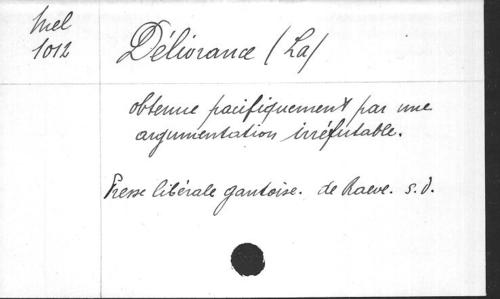 Mel
1012
Délivrance (La)
obtenue pacifiquement par une
argumentation irréfutable.
Presse libérale gantoise. de Raeve. s.d.